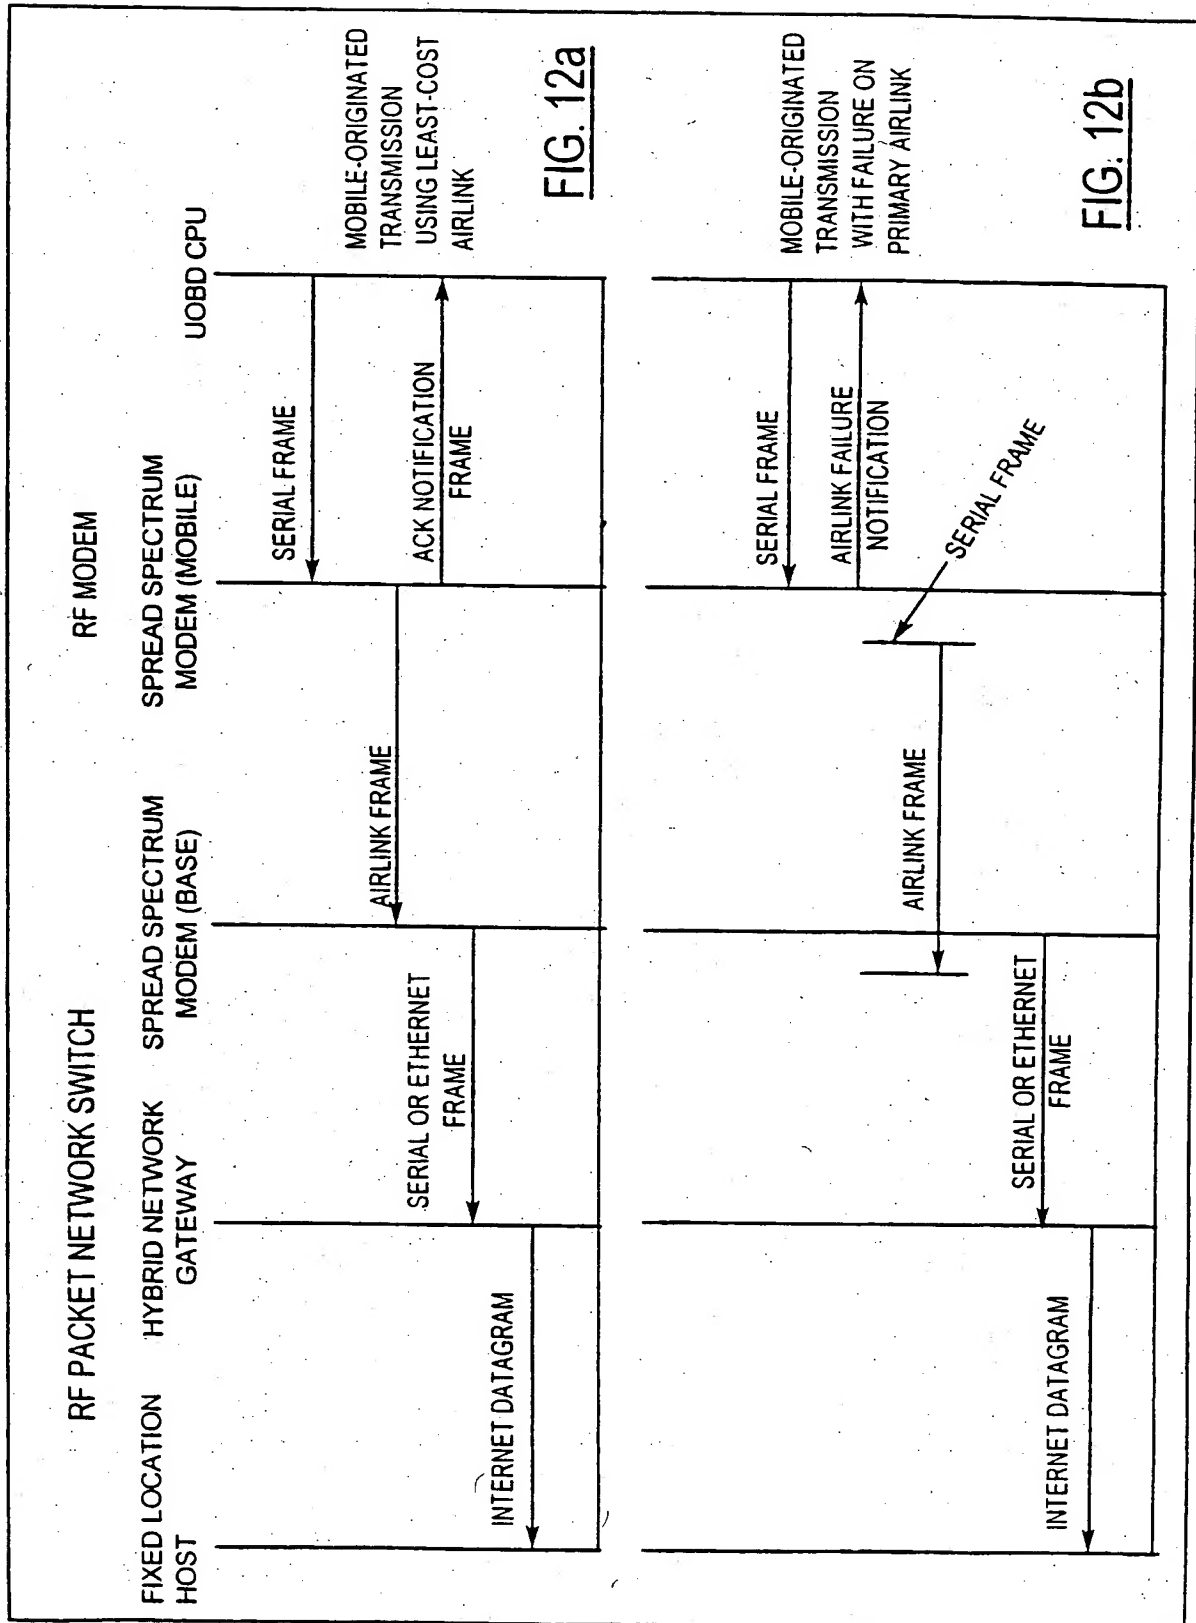 RF PACKET NETWORK SWITCH
RF MODEM
FIXED LOCATION
HOST
HYBRID NETWORK
GATEWAY
SPREAD SPECTRUM
MODEM (BASE)
SPREAD SPECTRUM
MODEM (MOBILE)
UOBD CPU
SERIAL FRAME
ACK NOTIFICATION
FRAME
AIRLINK FRAME
SERIAL OR ETHERNET
FRAME
INTERNET DATAGRAM
MOBILE-ORIGINATED
TRANSMISSION
USING LEAST-COST
AIRLINK
FIG. 12a
SERIAL FRAME
AIRLINK FAILURE
NOTIFICATION
SERIAL FRAME
AIRLINK FRAME
SERIAL OR ETHERNET
FRAME
INTERNET DATAGRAM
MOBILE-ORIGINATED
TRANSMISSION
WITH FAILURE ON
PRIMARY AIRLINK
FIG. 12b